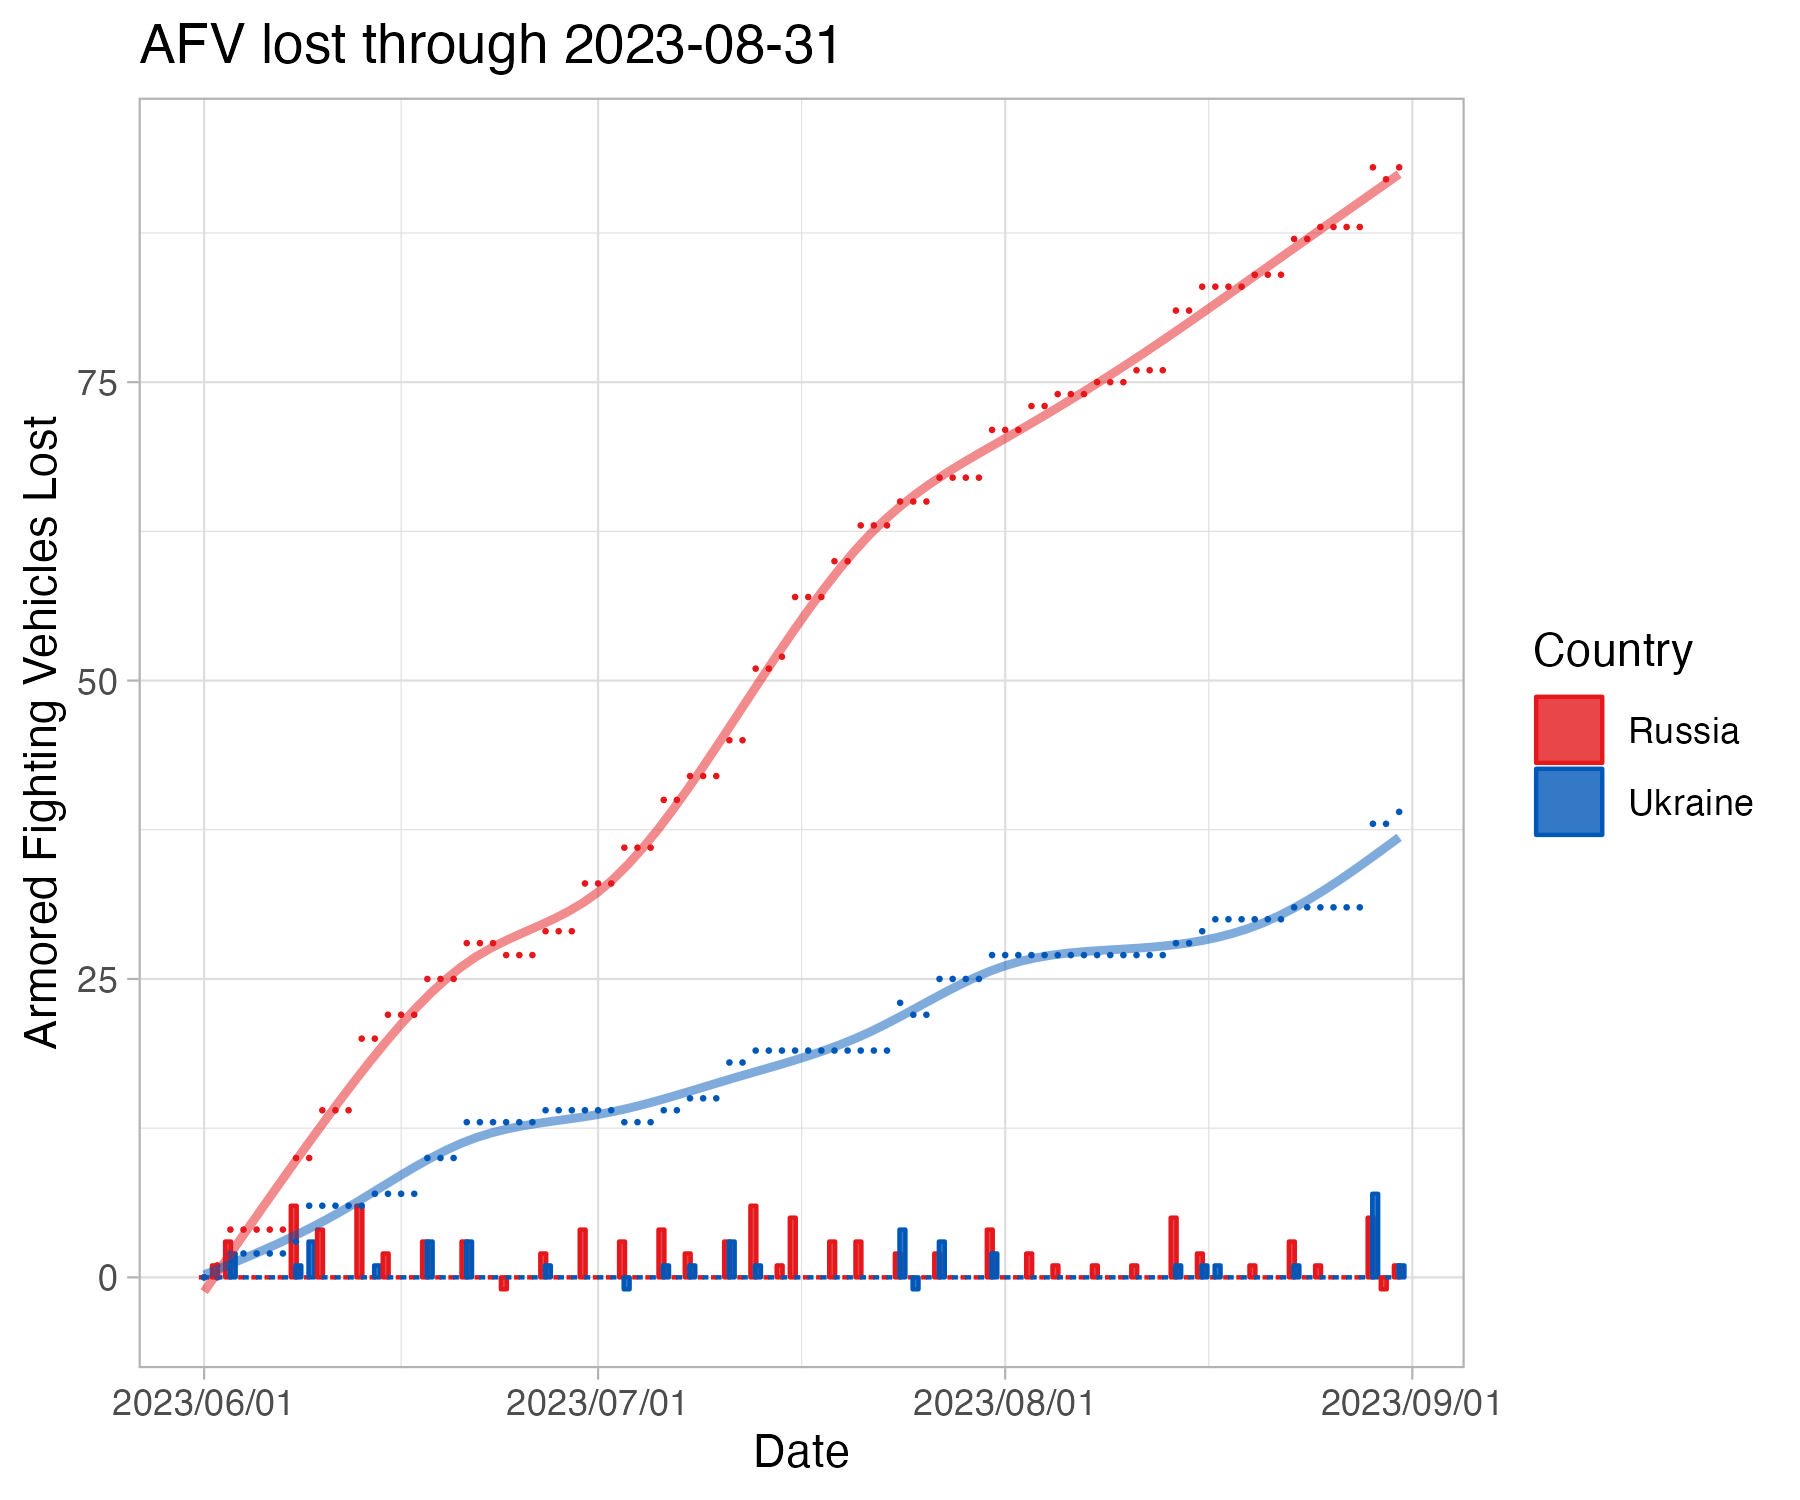 AFV lost through 2023-08-31
Armored Fighting Vehicles Lost
75
50
25
0
2023/06/01
2023/07/01
2023/08/01
2023/09/01
Date
Country
Russia
Ukraine